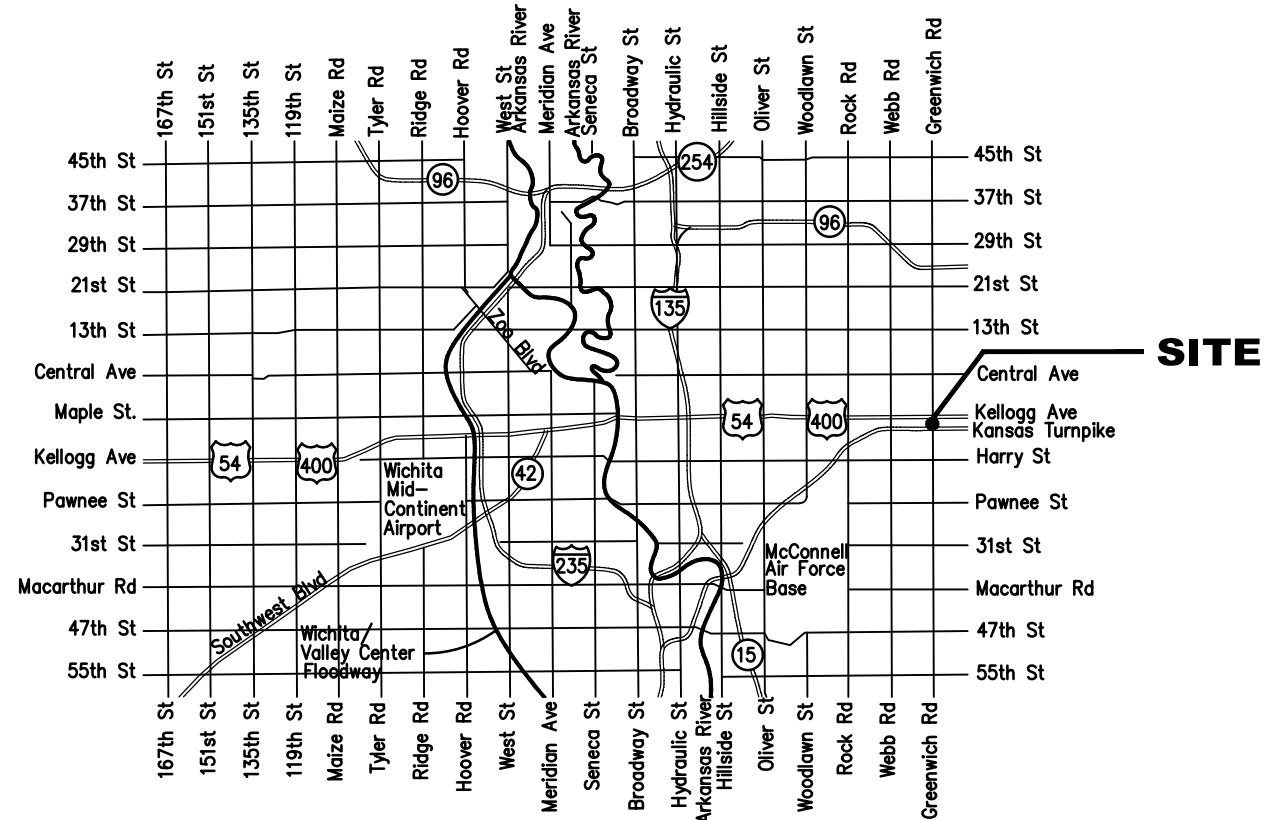 167th St
151st St
135th St
119th St
Maize Rd
Tyler Rd
Ridge Rd
Hoover Rd
West St
Arkansas River
Meridian Ave
Arkansas River
Seneca St
Broadway St
Hydraulic St
Hillside St
Oliver St
Woodlawn St
Rock Rd
Webb Rd
Greenwich Rd
45th St
37th St
29th St
21st St
13th St
Central Ave
Maple St.
Kellogg Ave
Pawnee St
31st St
Macarthur Rd
47th St
55th St
96
254
96
135
Zoo Blvd
54
400
54
400
42
Wichita
Mid–
Continent
Airport
235
McConnell
Air Force
Base
Southwest Blvd
Wichita/
Valley Center
Floodway
15
SITE
45th St
37th St
29th St
21st St
13th St
Central Ave
Kellogg Ave
Kansas Turnpike
Harry St
Pawnee St
31st St
Macarthur Rd
47th St
55th St
167th St
151st St
135th St
119th St
Maize Rd
Tyler Rd
Ridge Rd
Hoover Rd
West St
Meridian Ave
Seneca St
Broadway St
Hydraulic St
Arkansas River
Hillside St
Oliver St
Woodlawn St
Rock Rd
Webb Rd
Greenwich Rd